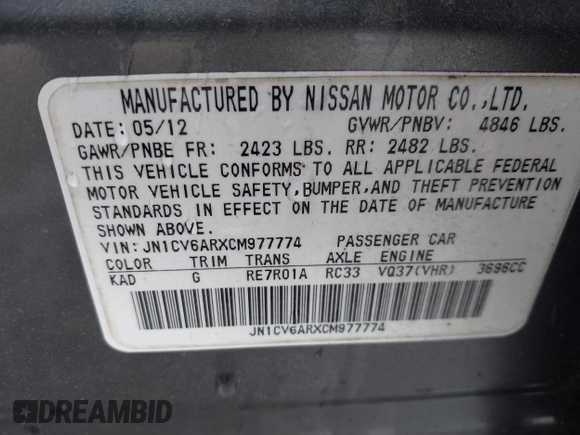 MANUFACTURED BY NISSAN MOTOR CO.,LTD.
DATE: 05/12 GVWR/PNBV: 4846 LBS.
GAWR/PNBE FR: 2423 LBS. RR: 2482 LBS.
THIS VEHICLE CONFORMS TO ALL APPLICABLE FEDERAL
MOTOR VEHICLE SAFETY,BUMPER,AND THEFT PREVENTION
STANDARDS IN EFFECT ON THE DATE OF MANUFACTURE
SHOWN ABOVE.
VIN: JN1CV6ARXCM977774 PASSENGER CAR
COLOR TRIM TRANS AXLE ENGINE
KAD G RE7R01A RC33 VQ37(VHR) 3696CC
JN1CV6ARXCM977774
DREAMBID